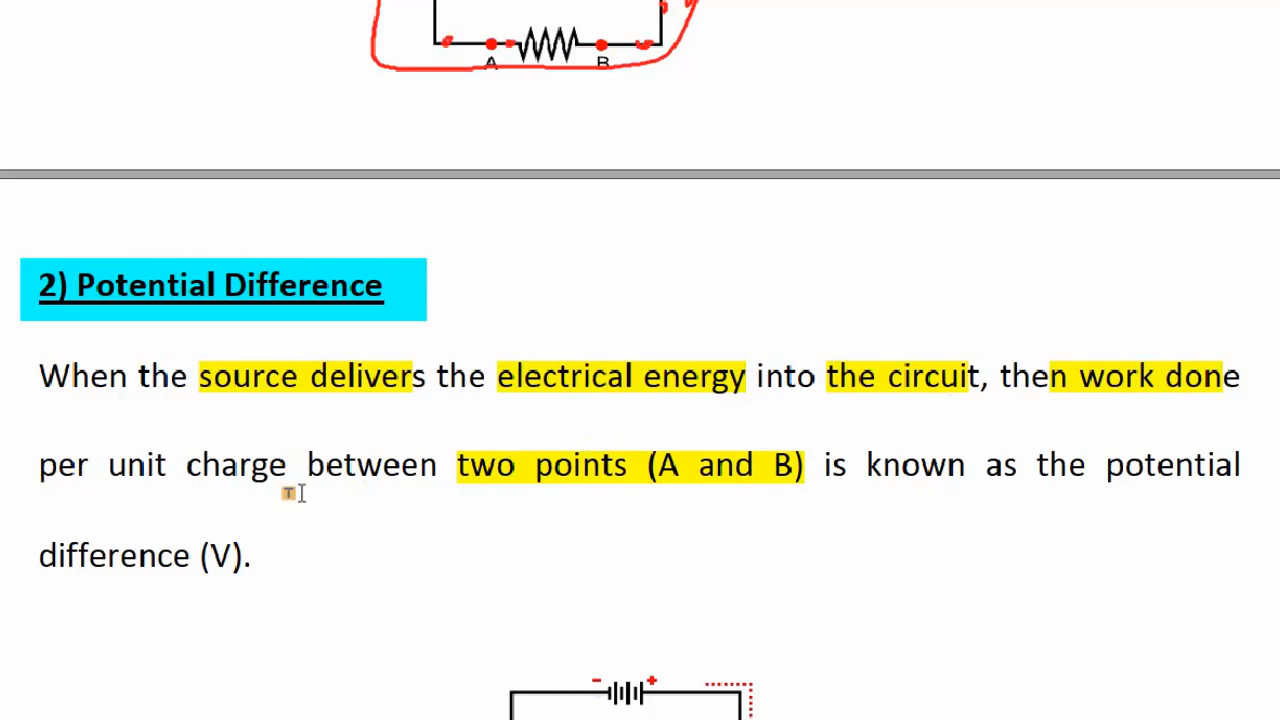 A B
2) Potential Difference
When the source delivers the electrical energy into the circuit, then work done
per unit charge between two points (A and B) is known as the potential
T
difference (V).
- +